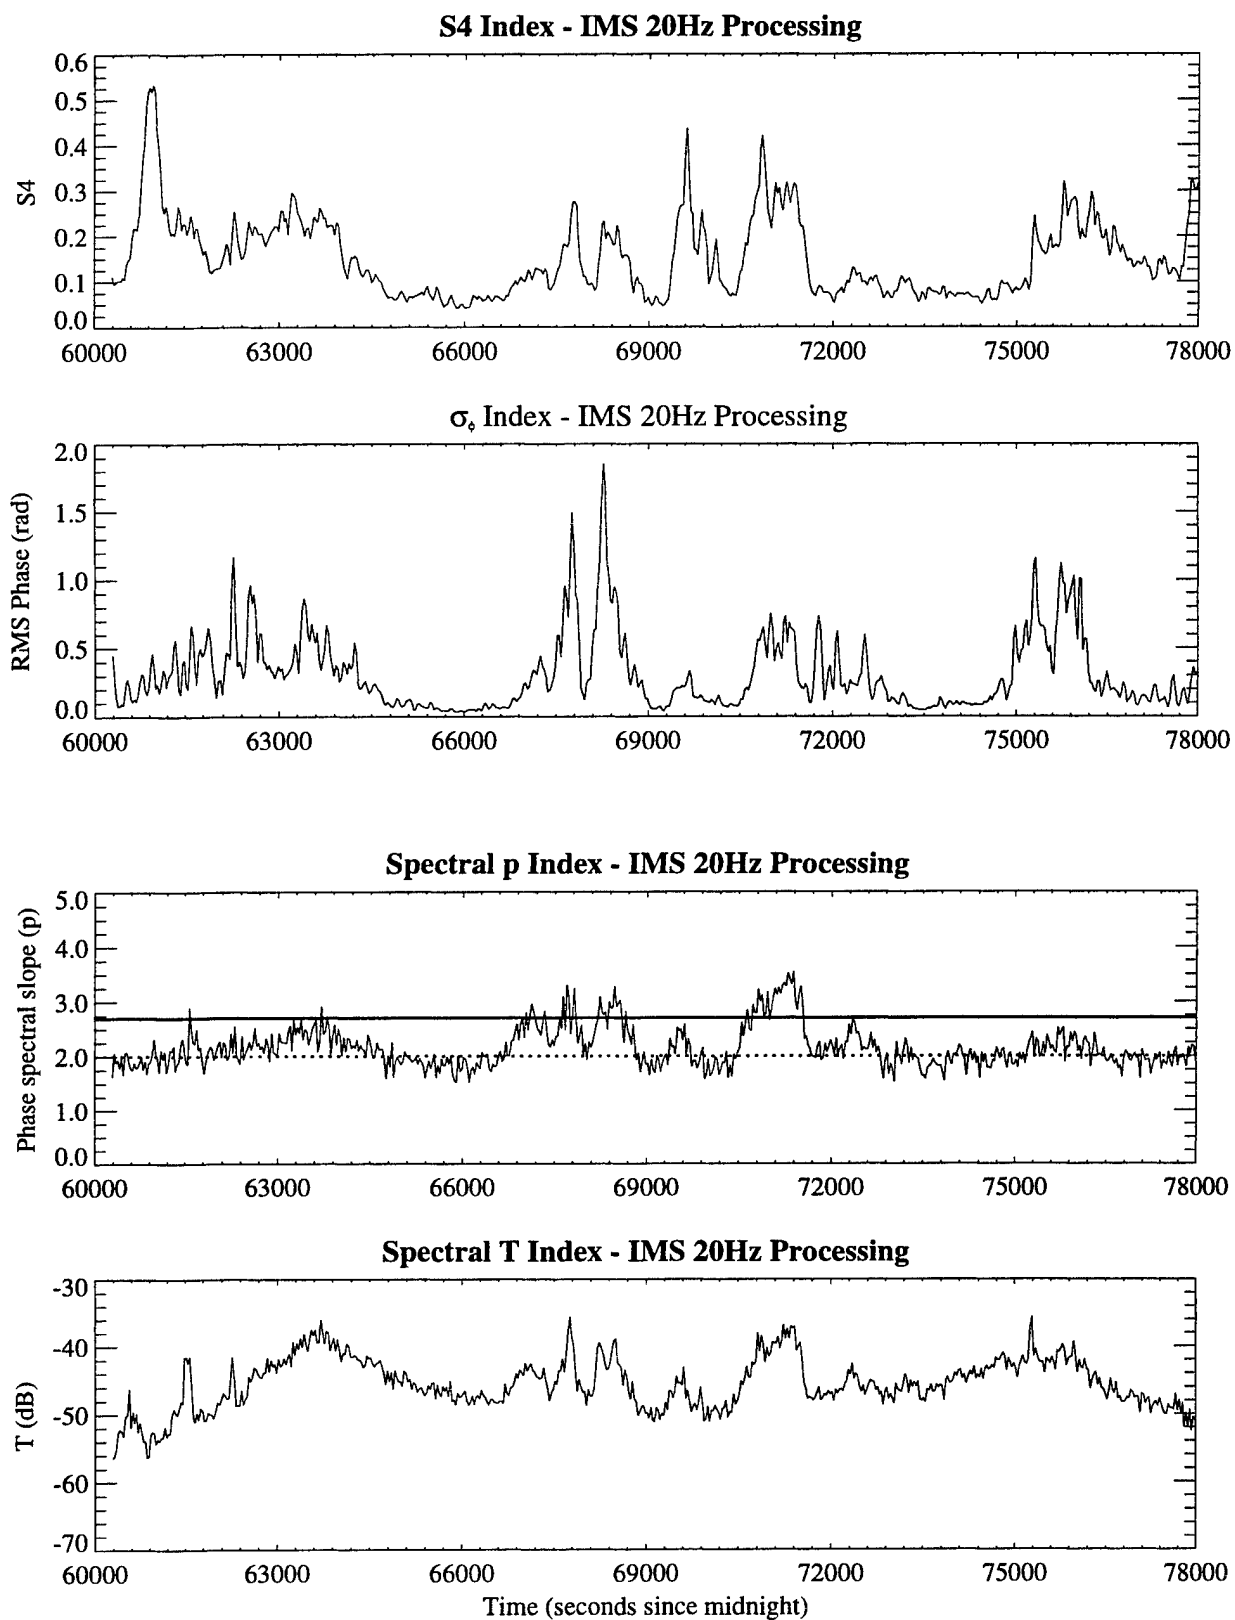 S4 Index - IMS 20Hz Processing
0.6
0.5
0.4
0.3
0.2
0.1
0.0
S4
60000 63000 66000 69000 72000 75000 78000
σϕ Index - IMS 20Hz Processing
2.0
1.5
1.0
0.5
0.0
RMS Phase (rad)
60000 63000 66000 69000 72000 75000 78000
Spectral p Index - IMS 20Hz Processing
5.0
4.0
3.0
2.0
1.0
0.0
Phase spectral slope (p)
60000 63000 66000 69000 72000 75000 78000
Spectral T Index - IMS 20Hz Processing
-30
-40
-50
-60
-70
T (dB)
60000 63000 66000 69000 72000 75000 78000
Time (seconds since midnight)